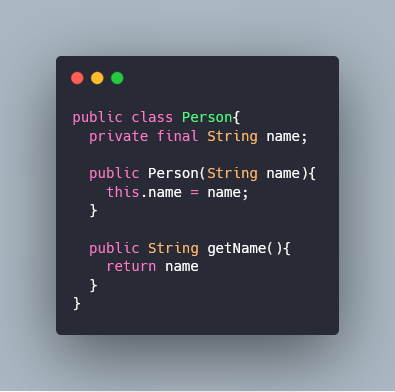 public class Person{
  private final String name;

  public Person(String name){
    this.name = name;
  }

  public String getName(){
    return name
  }
}